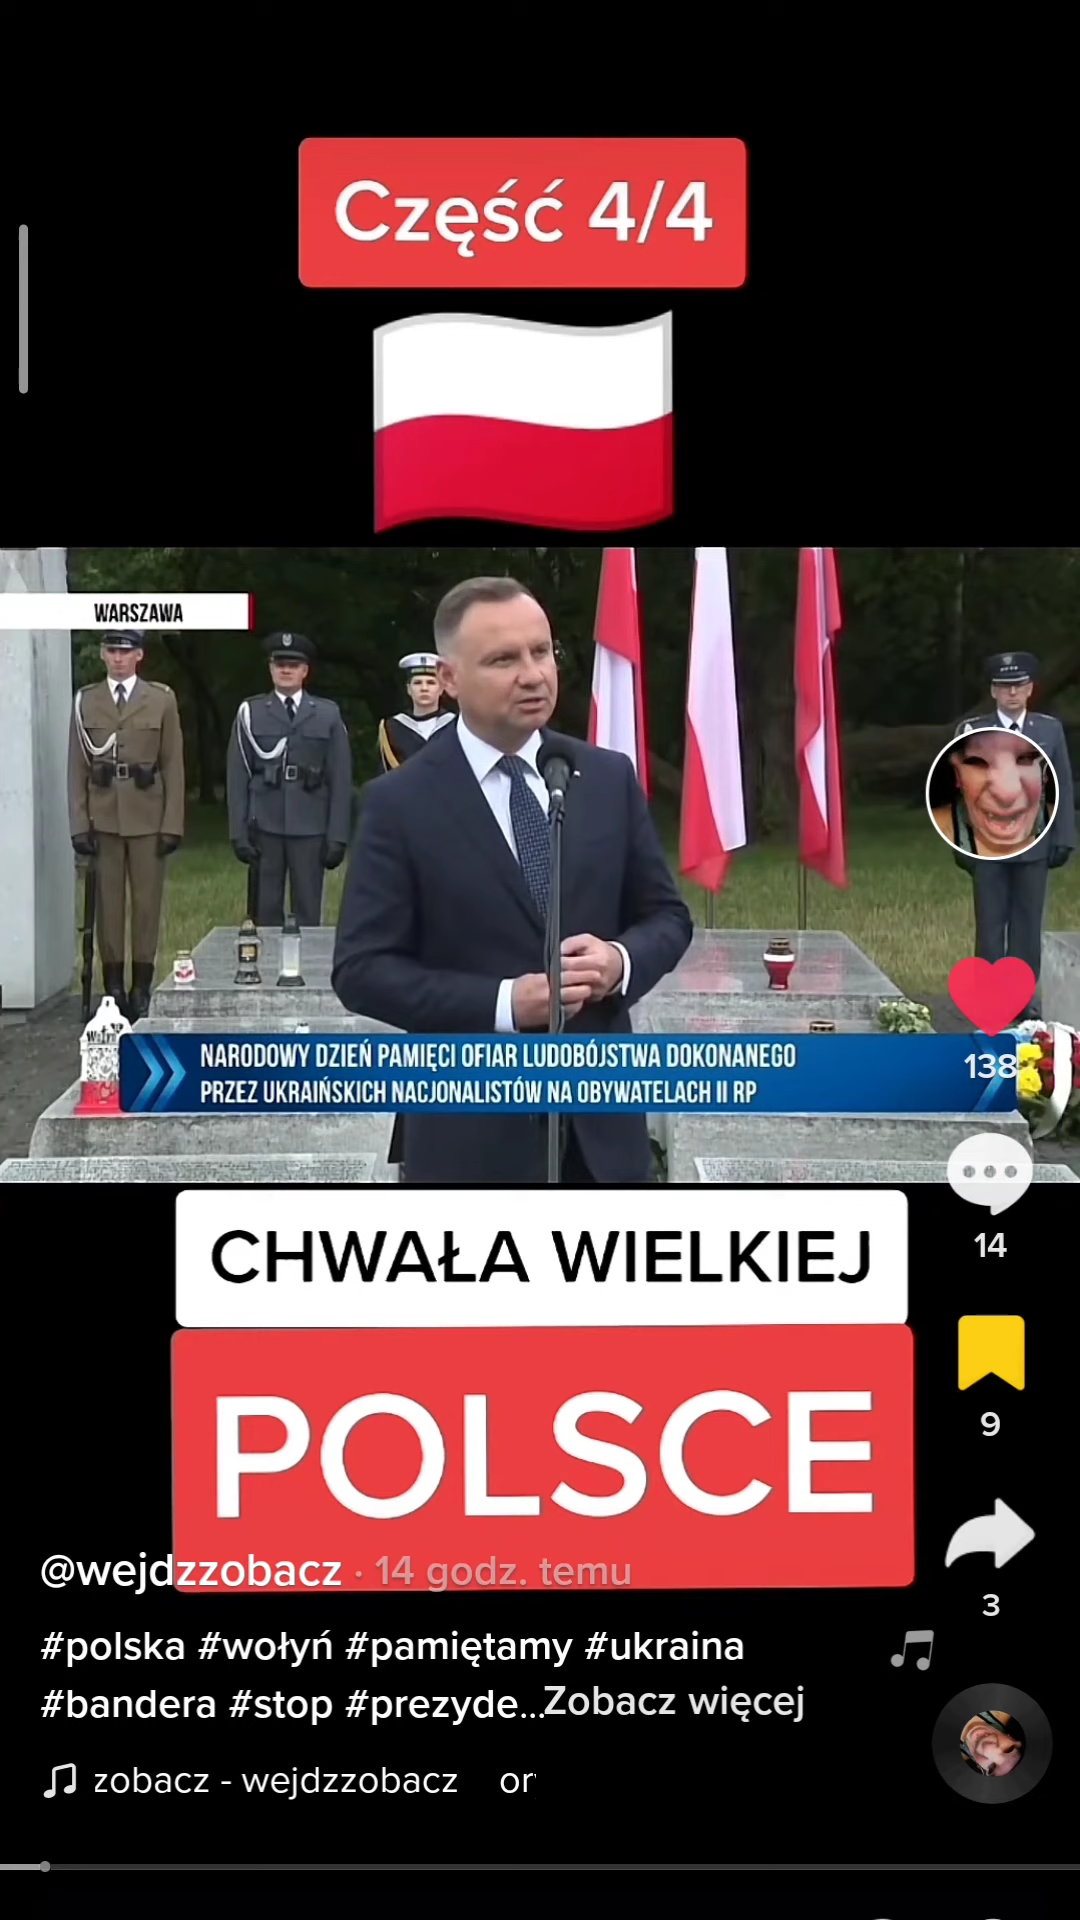 Część 4/4
WARSZAWA
Wołyń
NARODOWY DZIEŃ PAMIĘCI OFIAR LUDOBÓJSTWA DOKONANEGO
PRZEZ UKRAIŃSKICH NACJONALISTÓW NA OBYWATELACH II RP
138
14
CHWAŁA WIELKIEJ
POLSCE
9
3
@wejdzzobacz · 14 godz. temu
#polska #wołyń #pamiętamy #ukraina
#bandera #stop #prezyde...Zobacz więcej
zobacz - wejdzzobacz or